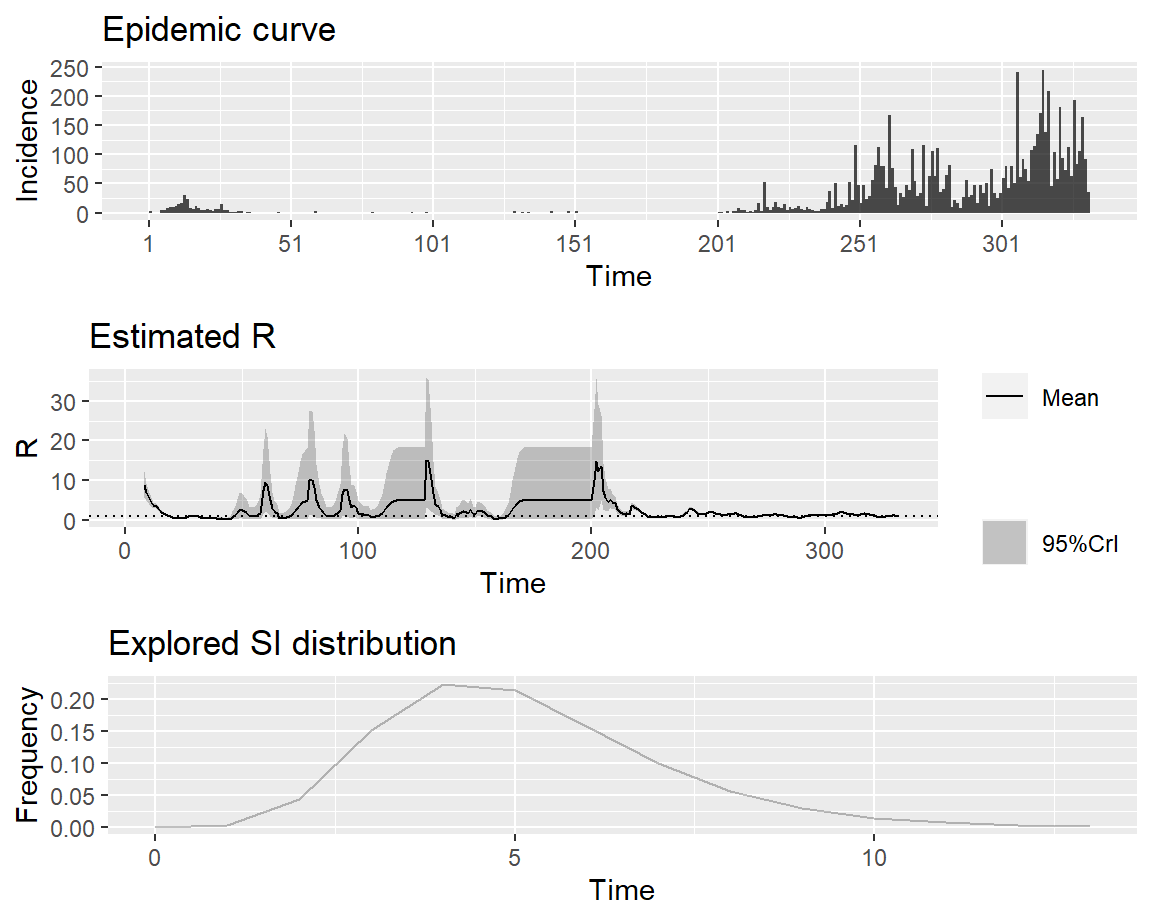 Epidemic curve
250
200
150
100
50
0
Incidence
1 51 101 151 201 251 301
Time
Estimated R
30
20
10
0
R
0 100 200 300
Time
Mean
95%CrI
Explored SI distribution
0.20
0.15
0.10
0.05
0.00
Frequency
0 5 10
Time